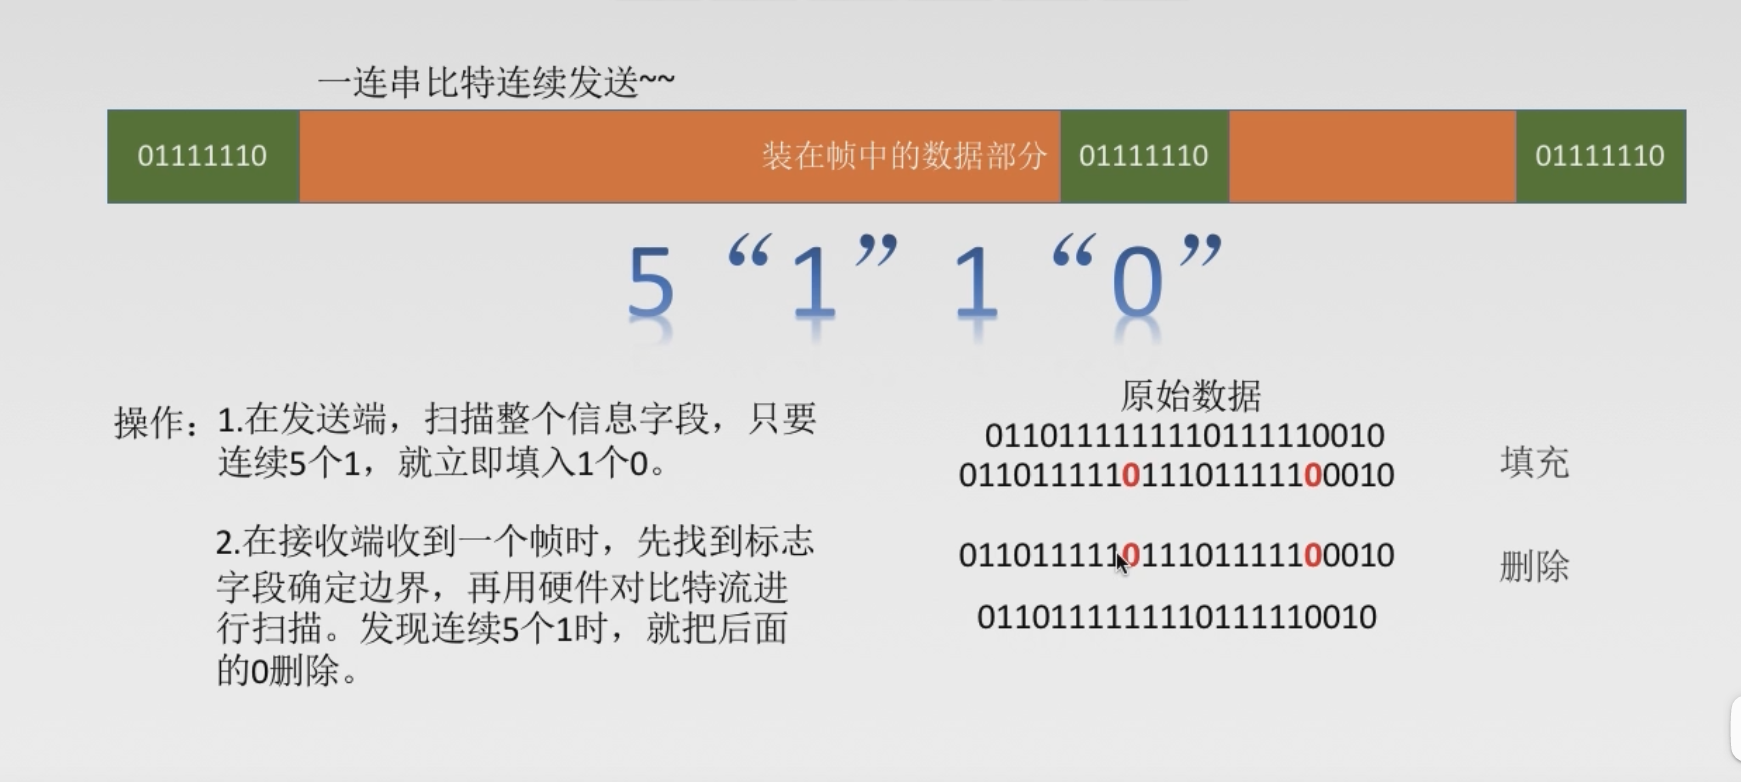 一连串比特连续发送~~
01111110 装在帧中的数据部分 01111110 01111110
5 “1” 1 “0”
操作：1.在发送端，扫描整个信息字段，只要
连续5个1，就立即填入1个0。
2.在接收端收到一个帧时，先找到标志
字段确定边界，再用硬件对比特流进
行扫描。发现连续5个1时，就把后面
的0删除。
原始数据
0110111111110111110010
011011111011101111100010
填充
011011111011101111100010
删除
0110111111110111110010